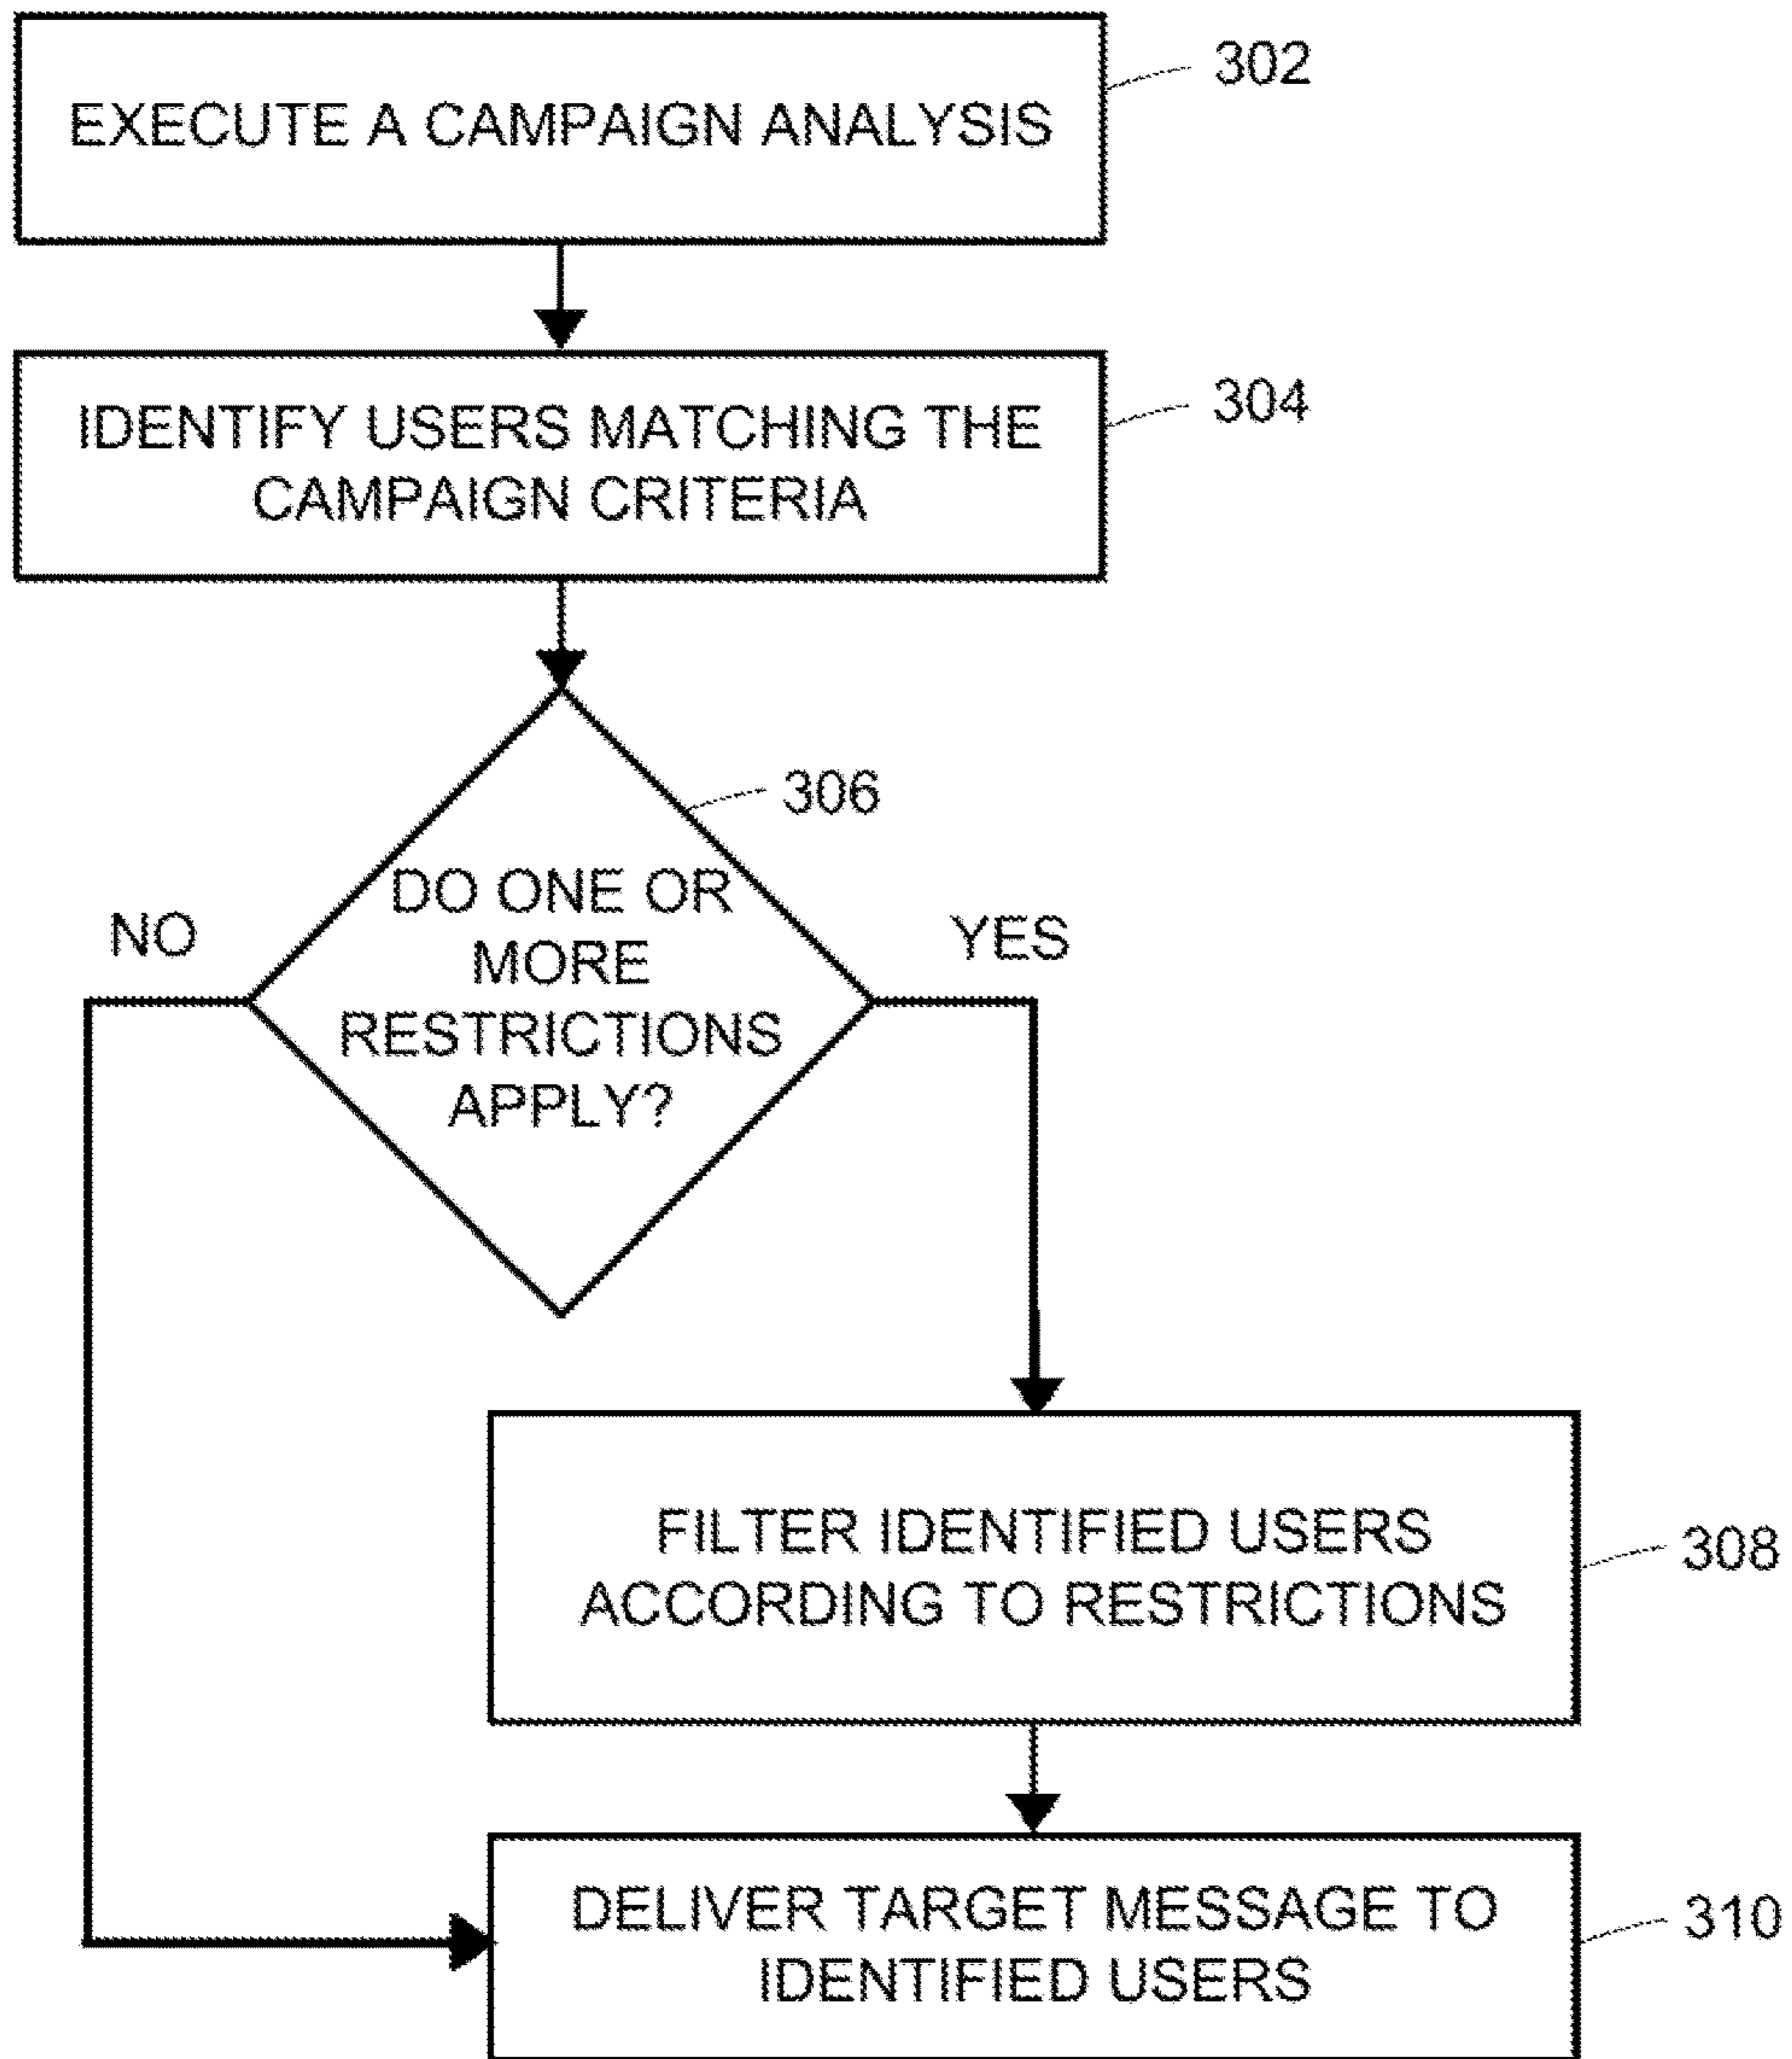 EXECUTE A CAMPAIGN ANALYSIS
302
IDENTIFY USERS MATCHING THE
CAMPAIGN CRITERIA
304
306
DO ONE OR
MORE
RESTRICTIONS
APPLY?
NO
YES
FILTER IDENTIFIED USERS
ACCORDING TO RESTRICTIONS
308
DELIVER TARGET MESSAGE TO
IDENTIFIED USERS
310